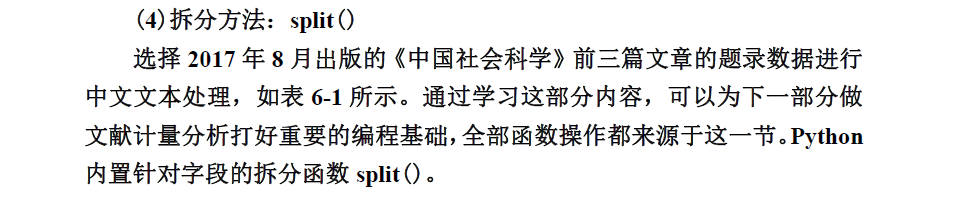 (4)拆分方法：split()
选择 2017 年 8 月出版的《中国社会科学》前三篇文章的题录数据进行
中文文本处理，如表 6-1 所示。通过学习这部分内容，可以为下一部分做
文献计量分析打好重要的编程基础，全部函数操作都来源于这一节。Python
内置针对字段的拆分函数 split()。